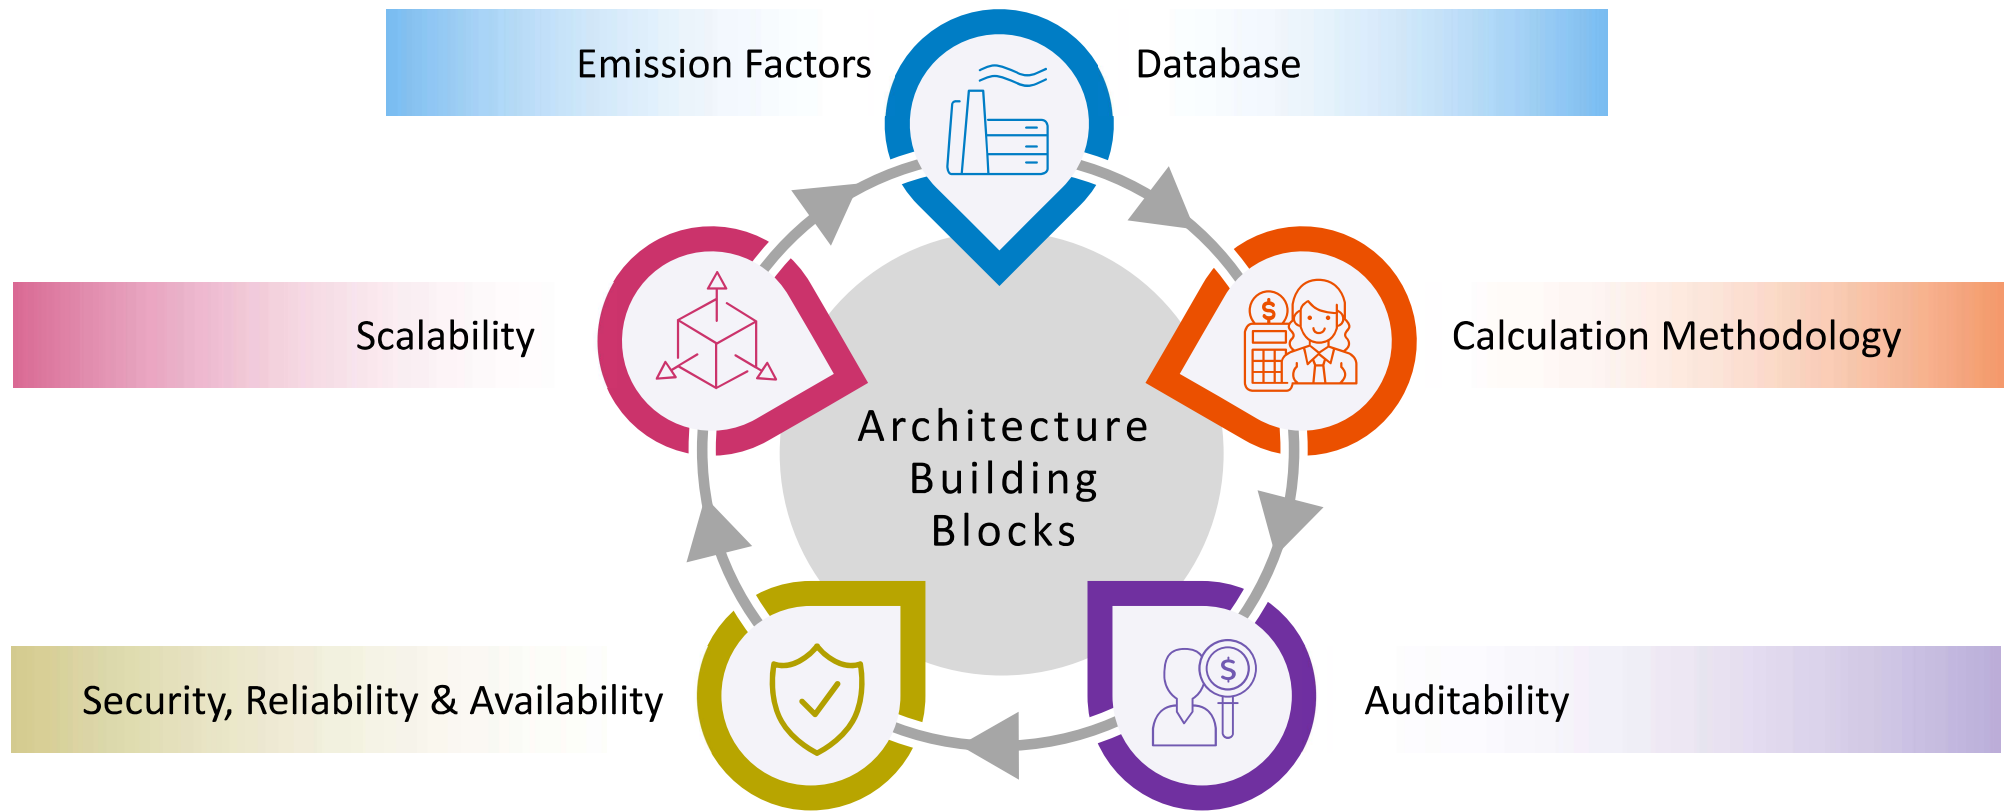 Emission Factors Database
Scalability
Calculation Methodology
Architecture
Building
Blocks
Security, Reliability & Availability
Auditability
$
$